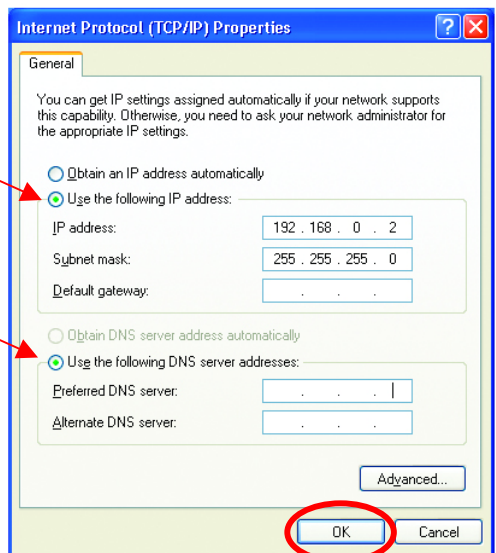 Internet Protocol (TCP/IP) Properties
General
You can get IP settings assigned automatically if your network supports
this capability. Otherwise, you need to ask your network administrator for
the appropriate IP settings.
Obtain an IP address automatically
Use the following IP address:
IP address: 192 . 168 . 0 . 2
Subnet mask: 255 . 255 . 255 . 0
Default gateway: . . .
Obtain DNS server address automatically
Use the following DNS server addresses:
Preferred DNS server: . . .
Alternate DNS server: . . .
Advanced...
OK Cancel